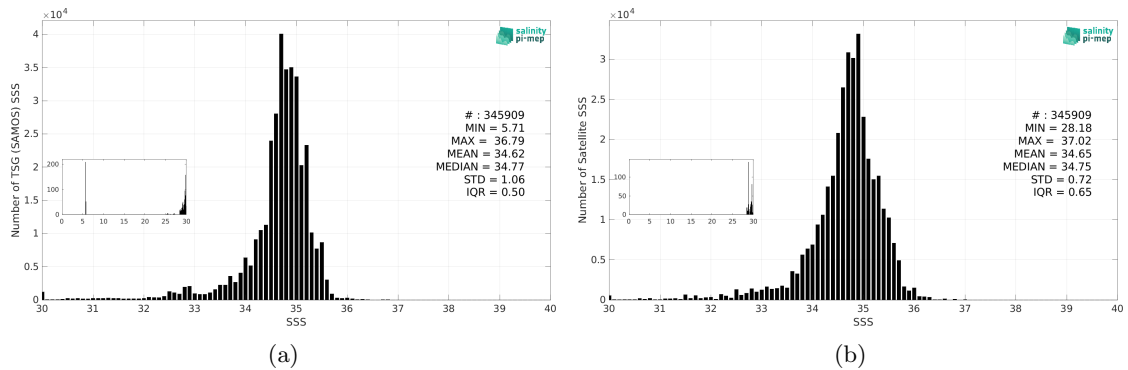 ×10⁴
4
3.5
3
2.5
2
1.5
1
0.5
0
Number of TSG (SAMOS) SSS
salinity
pi-mep
# : 345909
MIN = 5.71
MAX = 36.79
MEAN = 34.62
MEDIAN = 34.77
STD = 1.06
IQR = 0.50
200
100
0
0 5 10 15 20 25 30
30 31 32 33 34 35 36 37 38 39 40
SSS
(a)
×10⁴
3
2.5
2
1.5
1
0.5
0
Number of Satellite SSS
salinity
pi-mep
# : 345909
MIN = 28.18
MAX = 37.02
MEAN = 34.65
MEDIAN = 34.75
STD = 0.72
IQR = 0.65
100
50
0
0 5 10 15 20 25 30
30 31 32 33 34 35 36 37 38 39 40
SSS
(b)